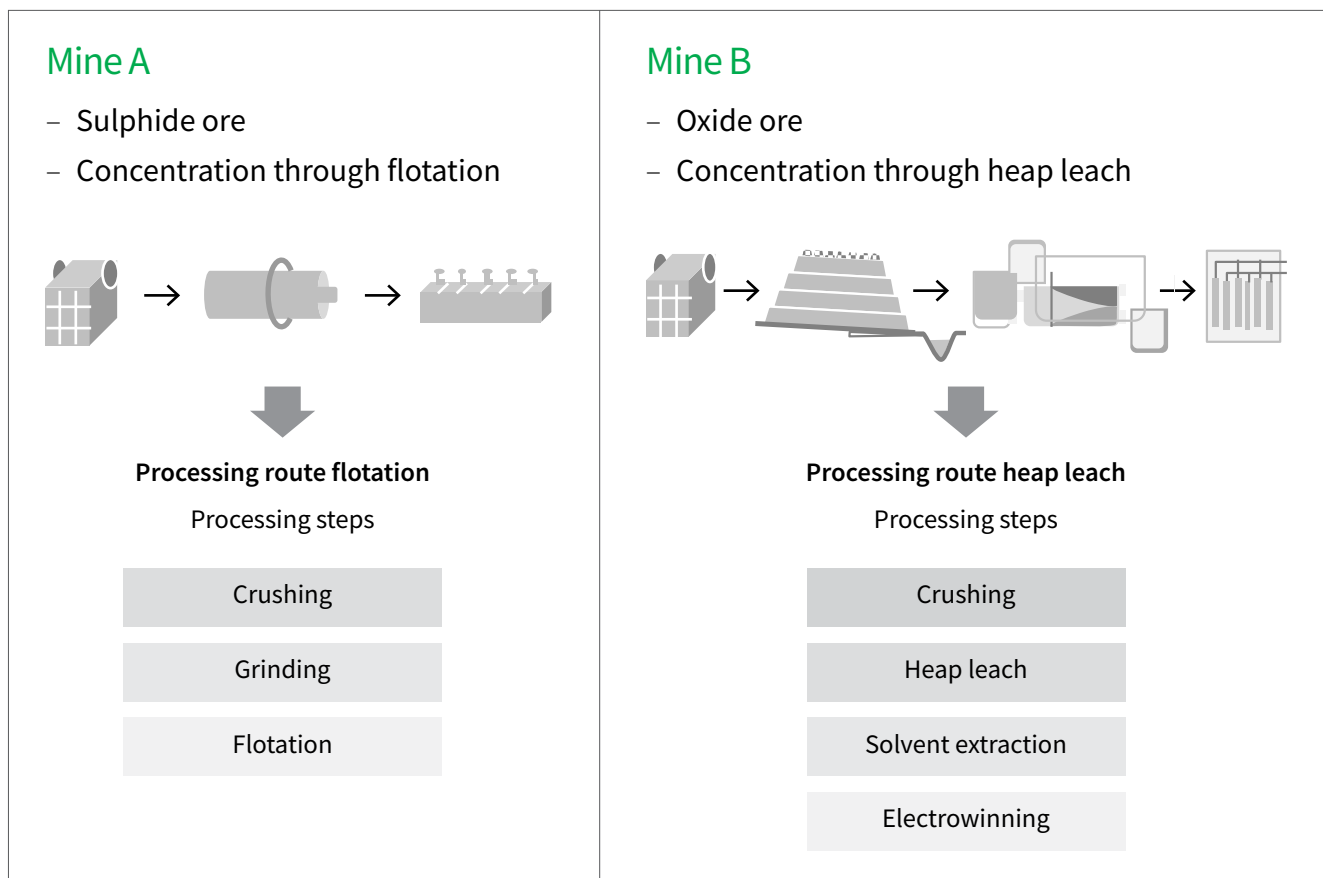 Mine A
– Sulphide ore
– Concentration through flotation
Processing route flotation
Processing steps
Crushing
Grinding
Flotation
Mine B
– Oxide ore
– Concentration through heap leach
Processing route heap leach
Processing steps
Crushing
Heap leach
Solvent extraction
Electrowinning